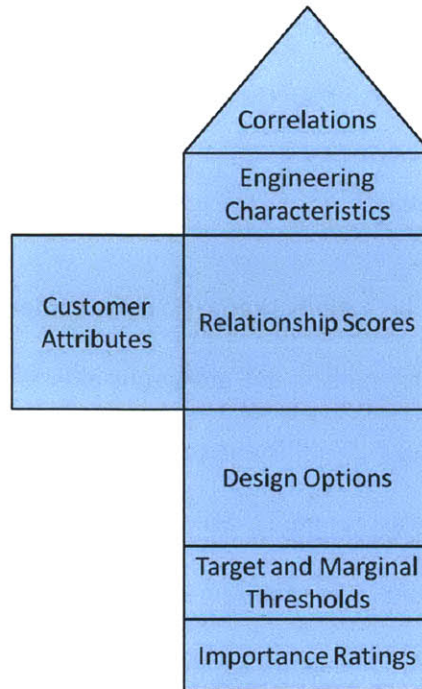 Correlations
Engineering
Characteristics
Customer
Attributes
Relationship Scores
Design Options
Target and Marginal
Thresholds
Importance Ratings